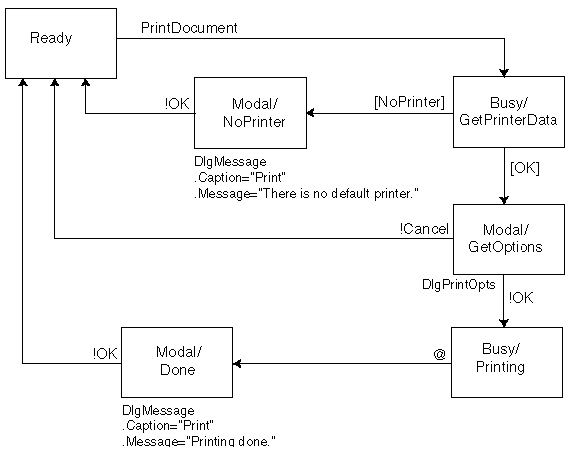 PrintDocument
Ready
!OK
Modal/
NoPrinter
[NoPrinter]
Busy/
GetPrinterData
DlgMessage
.Caption="Print"
.Message="There is no default printer."
[OK]
!Cancel
Modal/
GetOptions
DlgPrintOpts
!OK
!OK
Modal/
Done
@
Busy/
Printing
DlgMessage
.Caption="Print"
.Message="Printing done."